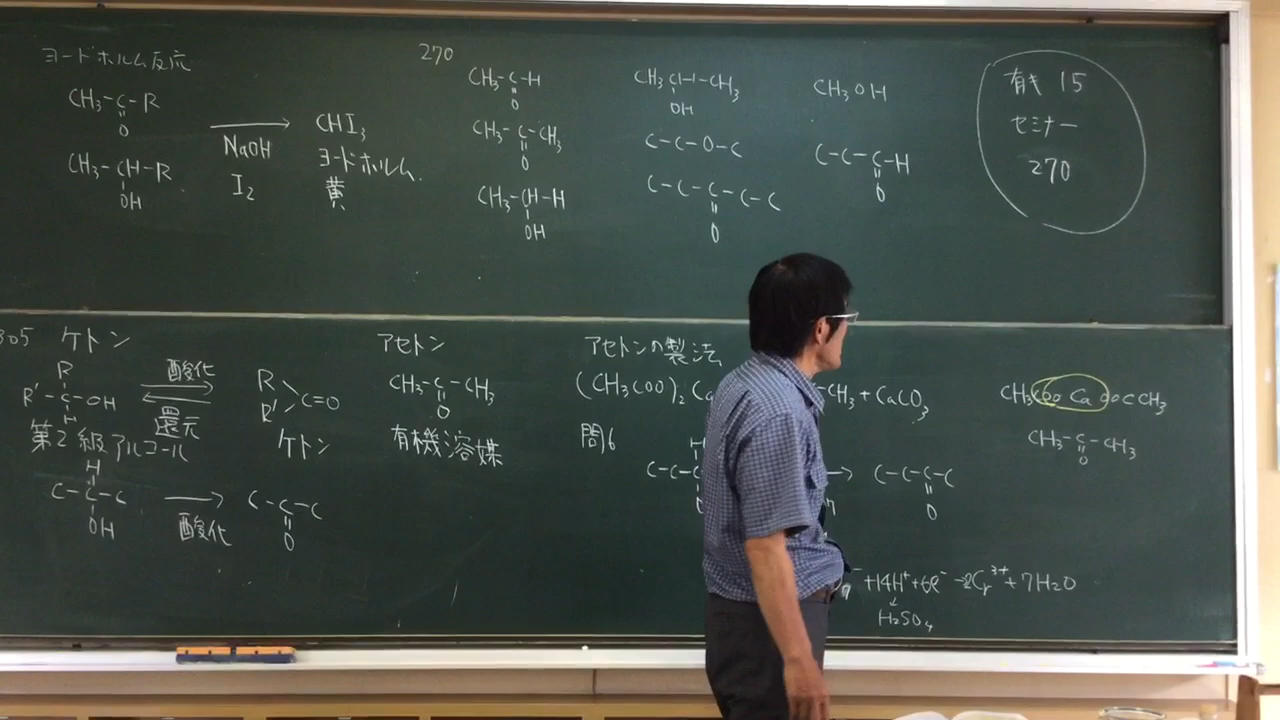 ヨードホルム反応
CH₃-C-R
O
CH₃-CH-R
OH
NaOH
I₂
CHI₃
ヨードホルム
黄
270
CH₃-C-H
O
CH₃-C-CH₃
O
CH₃-CH-H
OH
CH₃CH-CH₃
OH
C-C-O-C
C-C-C-C-C
O
CH₃OH
C-C-C-H
O
有キ 15
セミナー
270
305 ケトン
R
R'-C-OH
H
第2級アルコール
酸化
還元
R
R' C=O
ケトン
H
C-C-C
OH
酸化
C-C-C
O
アセトン
CH₃-C-CH₃
O
有機溶媒
アセトンの製法
(CH₃COO)₂Ca
-CH₃+CaCO₃
問6
H
C-C-C
→ C-C-C-C
O
CH₃COO Ca OOCCH₃
CH₃-C-CH₃
O
+14H⁺+6e⁻→2Cr³⁺+7H₂O
H₂SO₄